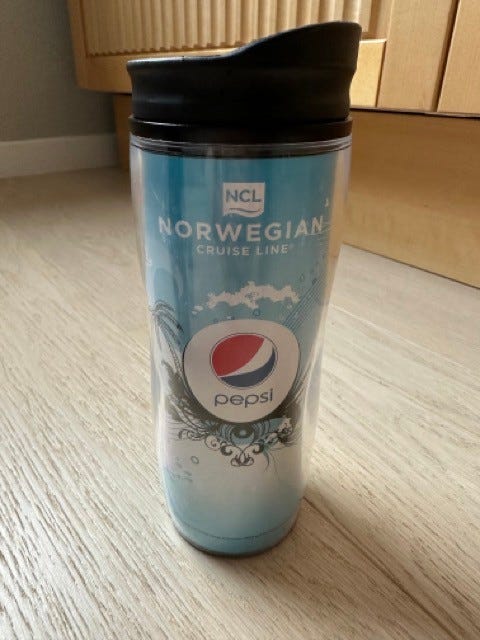 NCL
NORWEGIAN
CRUISE LINE®
pepsi